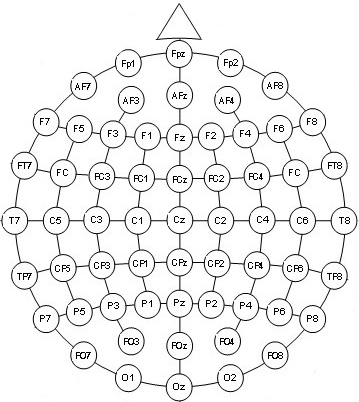 Fpz
Fp1 Fp2
AF7 AF8
AF3 AFz AF4
F7 F5 F3 F1 Fz F2 F4 F6 F8
FT7 FC FC3 FC1 FCz FC2 FC4 FC FT8
T7 C5 C3 C1 Cz C2 C4 C6 T8
TP7 CP5 CP3 CP1 CPz CP2 CP4 CP6 TP8
P7 P5 P3 P1 Pz P2 P4 P6 P8
PO3 POz PO4
PO7 PO8
O1 O2
Oz